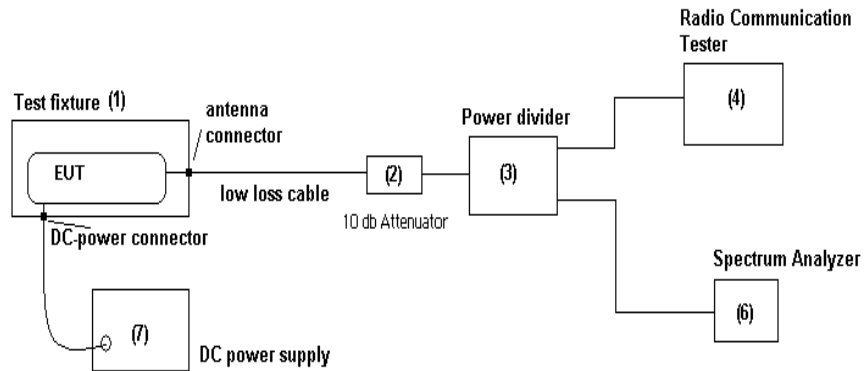 Radio Communication
Tester
(4)
Test fixture (1)
antenna
connector
Power divider
EUT
(2)
(3)
low loss cable
10 db Attenuator
DC-power connector
Spectrum Analyzer
(6)
(7)
DC power supply